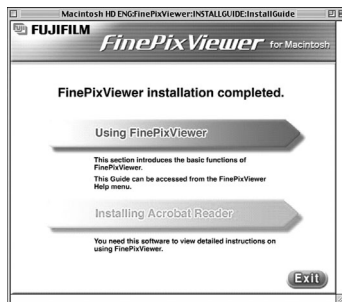 Macintosh HD ENG:FinePixViewer:INSTALLGUIDE:InstallGuide
FUJIFILM
FinePixViewer for Macintosh
FinePixViewer installation completed.
Using FinePixViewer
This section introduces the basic functions of
FinePixViewer.
This Guide can be accessed from the FinePixViewer
Help menu.
Installing Acrobat Reader
You need this software to view detailed instructions on
using FinePixViewer.
Exit